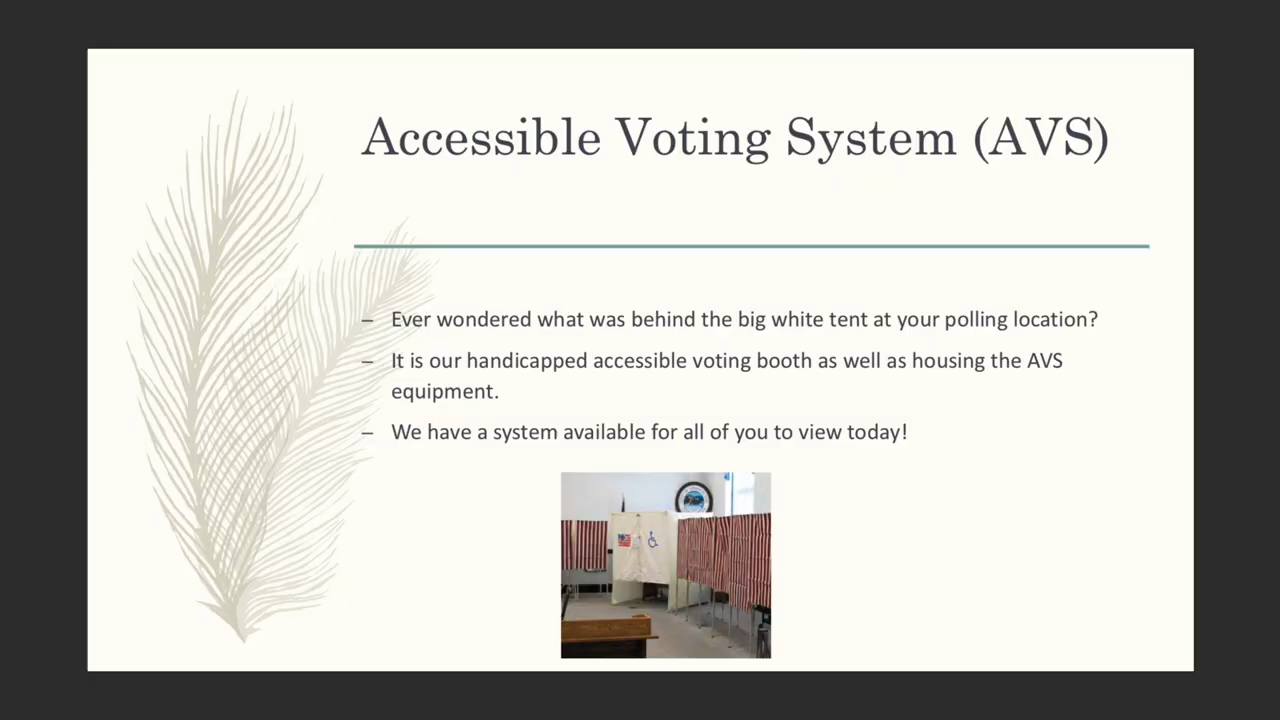 Accessible Voting System (AVS)
– Ever wondered what was behind the big white tent at your polling location?
– It is our handicapped accessible voting booth as well as housing the AVS
equipment.
– We have a system available for all of you to view today!